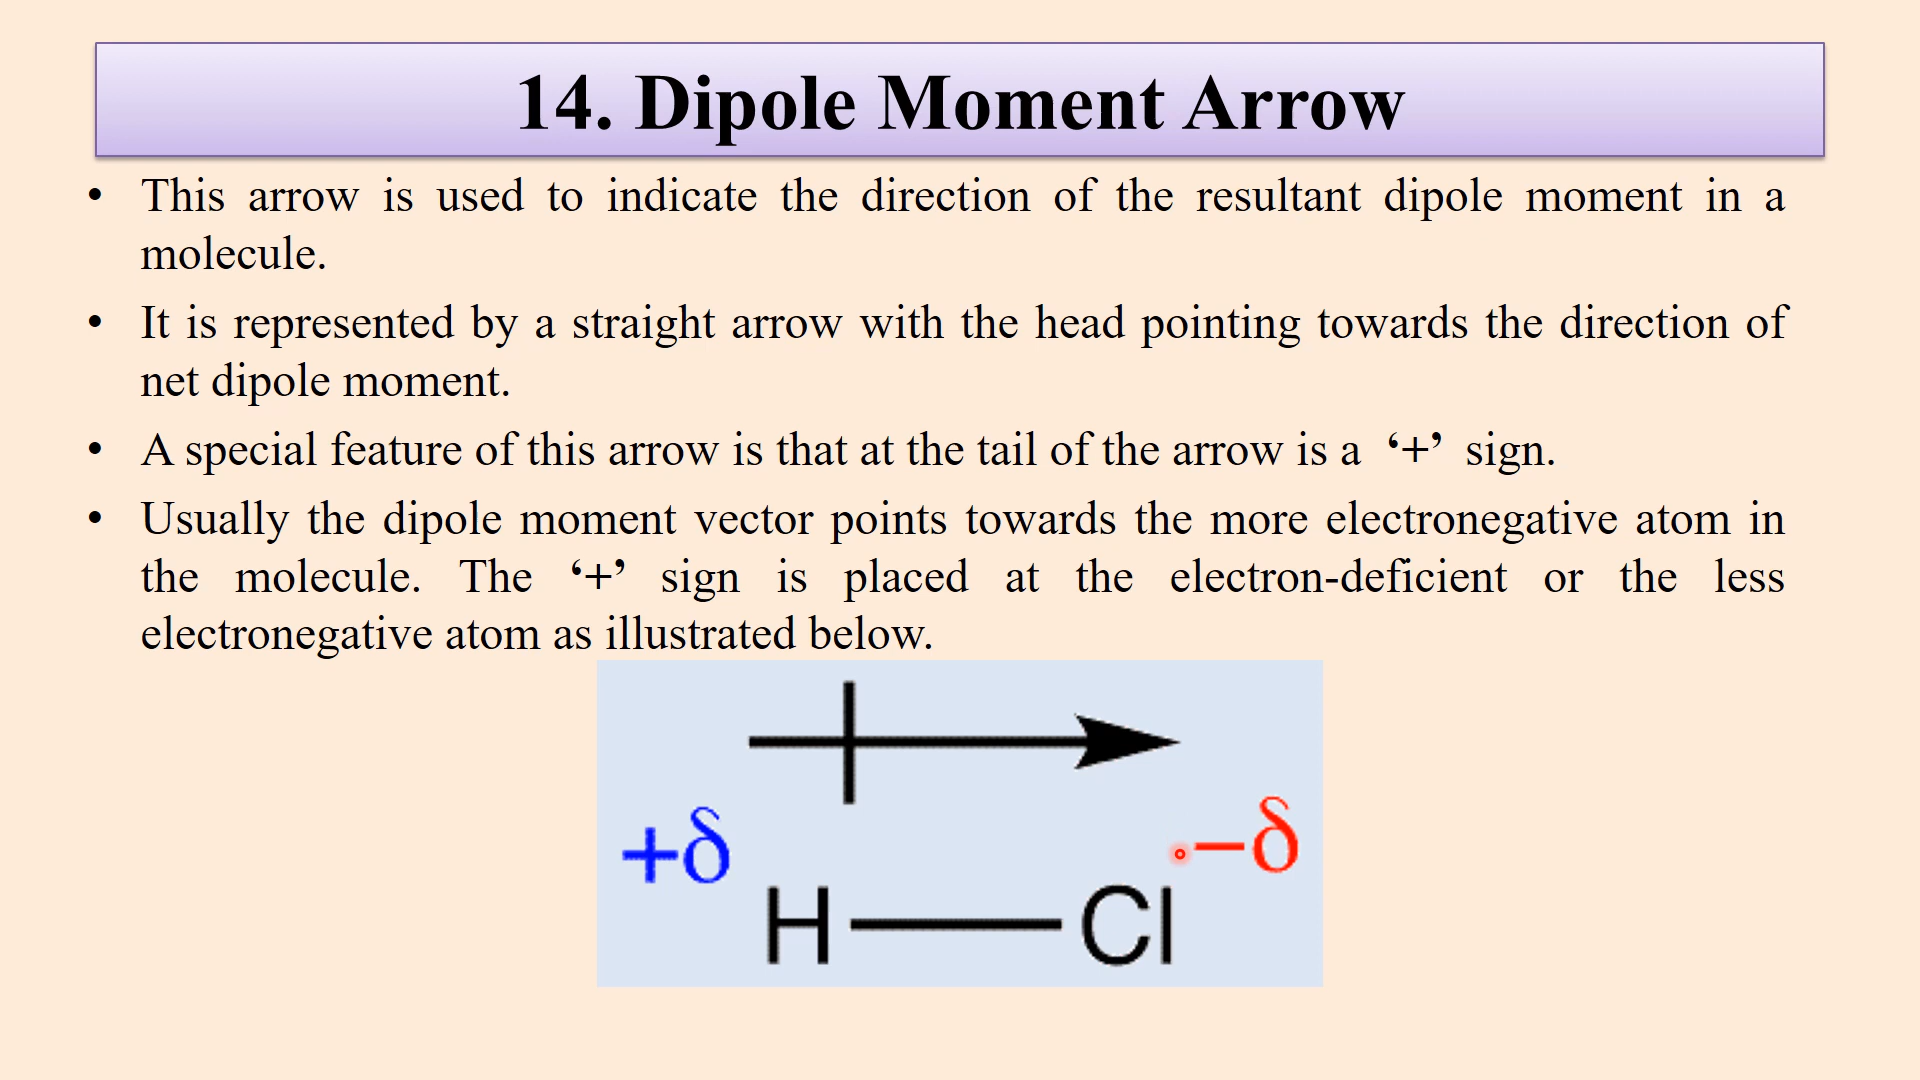 14. Dipole Moment Arrow
• This arrow is used to indicate the direction of the resultant dipole moment in a
molecule.
• It is represented by a straight arrow with the head pointing towards the direction of
net dipole moment.
• A special feature of this arrow is that at the tail of the arrow is a ‘+’ sign.
• Usually the dipole moment vector points towards the more electronegative atom in
the molecule. The ‘+’ sign is placed at the electron-deficient or the less
electronegative atom as illustrated below.
+δ −δ
H Cl